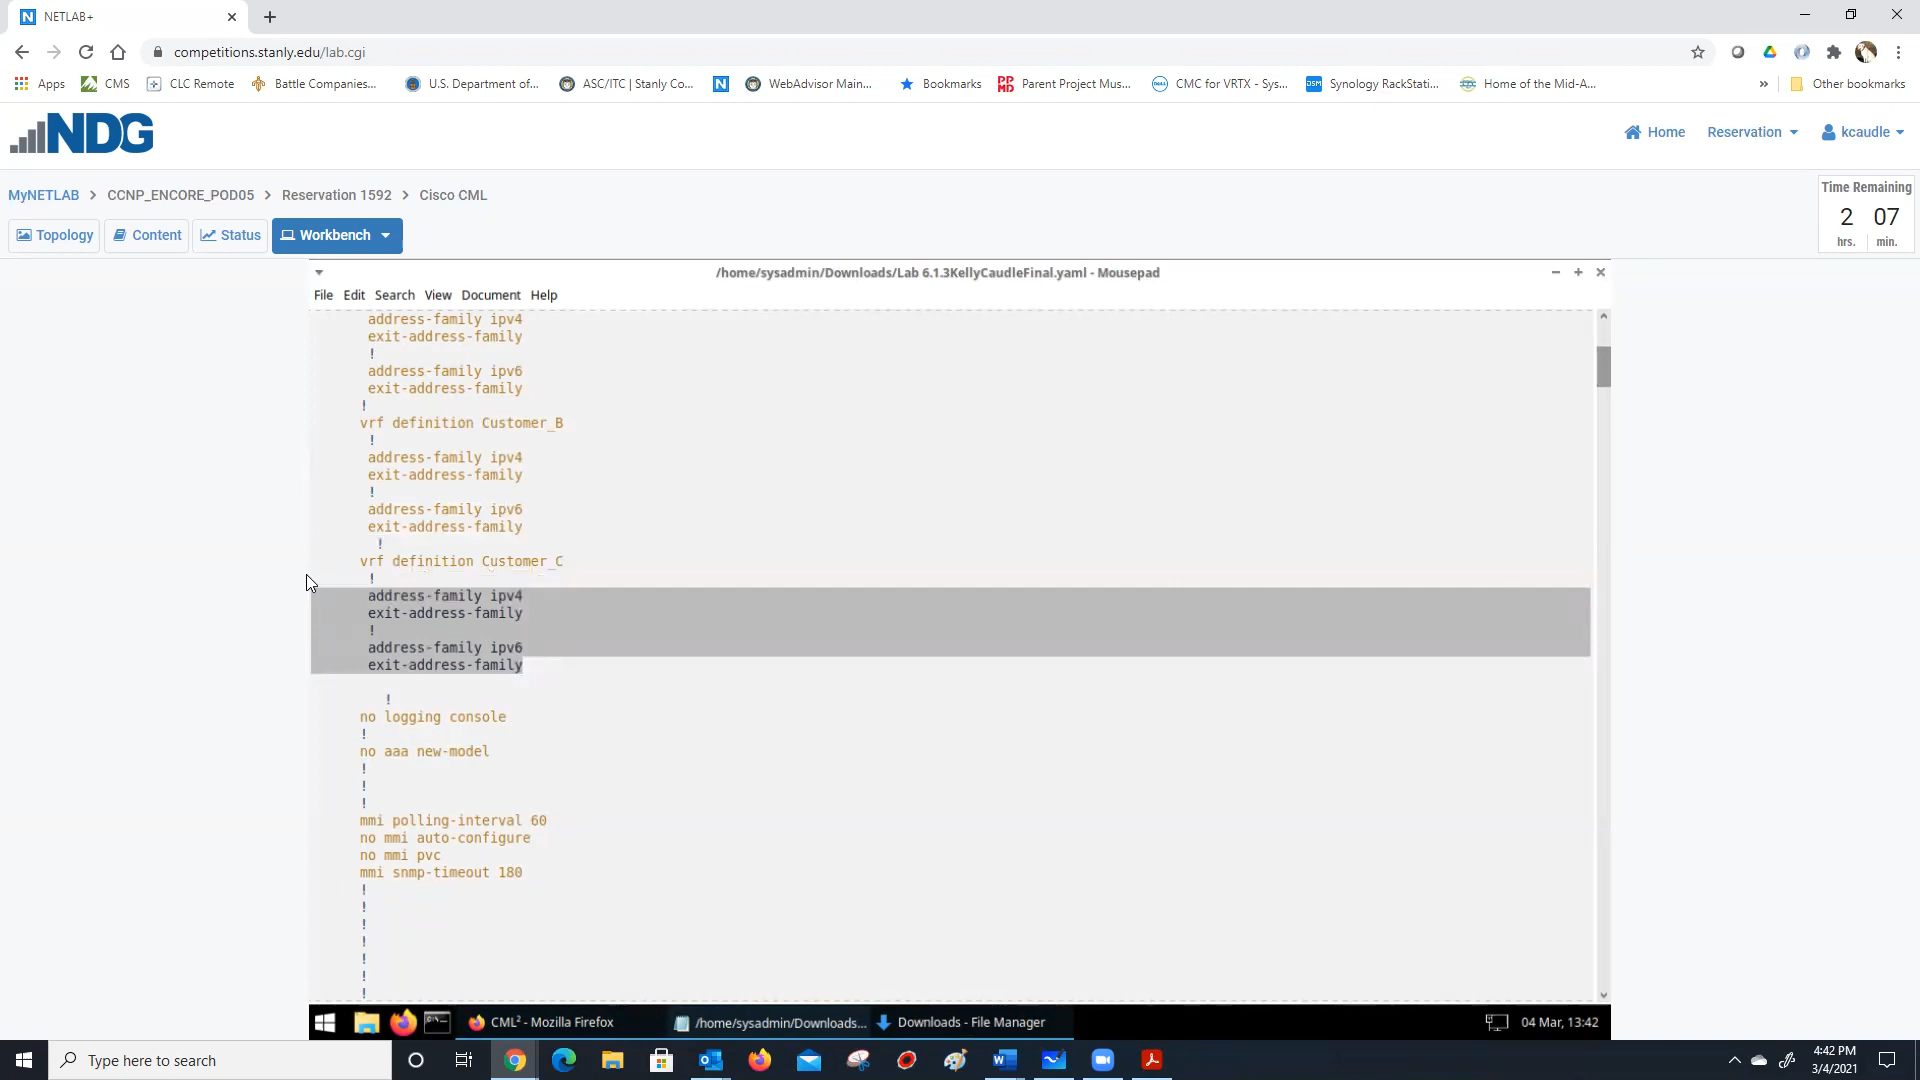 NETLAB+
competitions.stanly.edu/lab.cgi
Apps CMS CLC Remote Battle Companies... U.S. Department of... ASC/ITC | Stanly Co... WebAdvisor Main... Bookmarks Parent Project Mus... CMC for VRTX - Sys... Synology RackStati... Home of the Mid-A... » Other bookmarks
NDG
Home Reservation kcaudle
MyNETLAB > CCNP_ENCORE_POD05 > Reservation 1592 > Cisco CML
Time Remaining
2 07
hrs. min.
Topology Content Status Workbench
/home/sysadmin/Downloads/Lab 6.1.3KellyCaudleFinal.yaml - Mousepad
File Edit Search View Document Help
address-family ipv4
exit-address-family
!
address-family ipv6
exit-address-family
!
vrf definition Customer_B
!
address-family ipv4
exit-address-family
!
address-family ipv6
exit-address-family
!
vrf definition Customer_C
!
address-family ipv4
exit-address-family
!
address-family ipv6
exit-address-family
!
no logging console
!
no aaa new-model
!
!
!
mmi polling-interval 60
no mmi auto-configure
no mmi pvc
mmi snmp-timeout 180
!
!
!
!
!
!
!
CML² - Mozilla Firefox /home/sysadmin/Downloads... Downloads - File Manager 04 Mar, 13:42
Type here to search
4:42 PM
3/4/2021